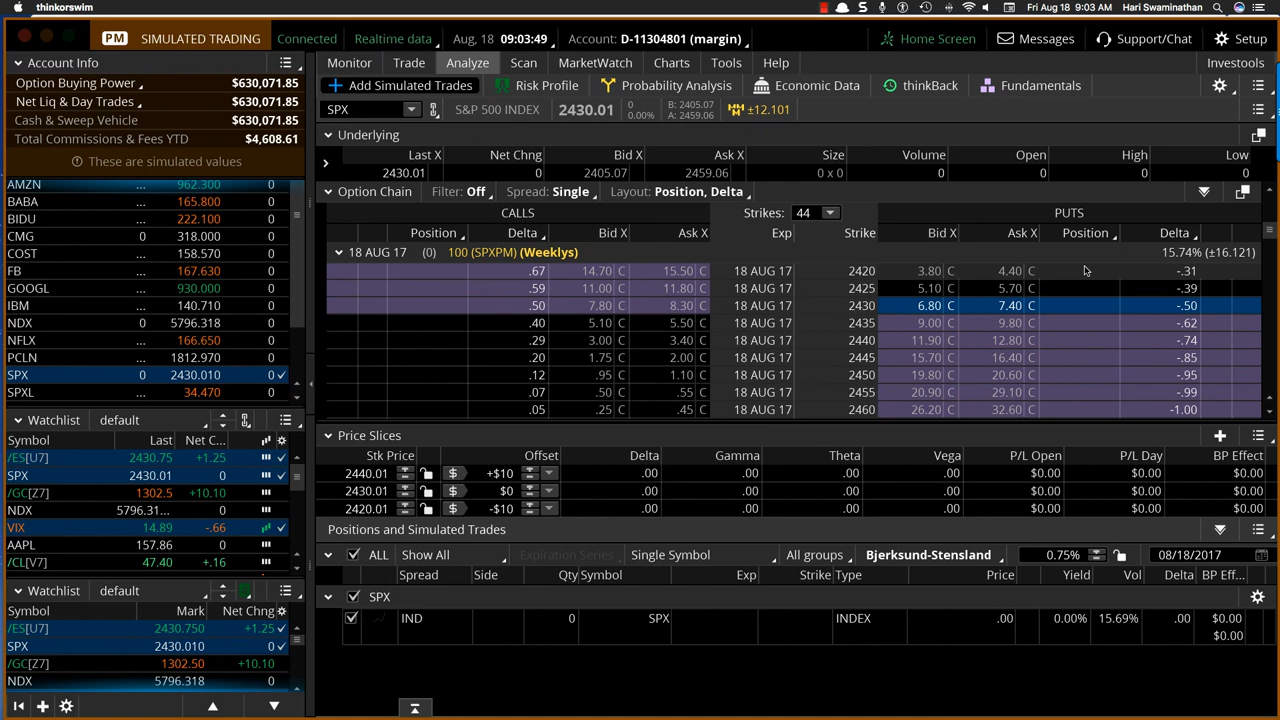 thinkorswim Fri Aug 18 9:03 AM Hari Swaminathan
PM SIMULATED TRADING Connected Realtime data Aug, 18 09:03:49 Account: D-11304801 (margin) Home Screen Messages Support/Chat Setup
Account Info
Option Buying Power $630,071.85
Net Liq & Day Trades $630,071.85
Cash & Sweep Vehicle $630,071.85
Total Commissions & Fees YTD $4,608.61
These are simulated values
AMZN ... 962.300 0
BABA ... 165.800 0
BIDU ... 222.100 0
CMG ... 318.000 0
COST ... 158.570 0
FB ... 167.630 0
GOOGL ... 930.000 0
IBM ... 140.710 0
NDX ... 5796.318 0
NFLX ... 166.650 0
PCLN ... 1812.970 0
SPX 0 2430.010 0
SPXL ... 34.470 0
Watchlist default
Symbol Last Net C...
/ES[U7] 2430.75 +1.25
SPX 2430.01 0
/GC[Z7] 1302.5 +10.10
NDX 5796.31... 0
VIX 14.89 -.66
AAPL 157.86 0
/CL[V7] 47.40 +.16
Watchlist default
Symbol Mark Net Chng
/ES[U7] 2430.750 +1.25
SPX 2430.010 0
/GC[Z7] 1302.50 +10.10
NDX 5796.318 0
Monitor Trade Analyze Scan MarketWatch Charts Tools Help Investools
Add Simulated Trades Risk Profile Probability Analysis Economic Data thinkBack Fundamentals
SPX S&P 500 INDEX 2430.01 0 0.00% B: 2405.07 A: 2459.06 ±12.101
Underlying
Last X Net Chng Bid X Ask X Size Volume Open High Low
2430.01 0 2405.07 2459.06 0 x 0 0 0 0 0
Option Chain Filter: Off Spread: Single Layout: Position, Delta
CALLS Strikes: 44 PUTS
Position Delta Bid X Ask X Exp Strike Bid X Ask X Position Delta
18 AUG 17 (0) 100 (SPXPM) (Weeklys) 15.74% (±16.121)
.67 14.70 C 15.50 C 18 AUG 17 2420 3.80 C 4.40 C -.31
.59 11.00 C 11.80 C 18 AUG 17 2425 5.10 C 5.70 C -.39
.50 7.80 C 8.30 C 18 AUG 17 2430 6.80 C 7.40 C -.50
.40 5.10 C 5.50 C 18 AUG 17 2435 9.00 C 9.80 C -.62
.29 3.00 C 3.40 C 18 AUG 17 2440 11.90 C 12.80 C -.74
.20 1.75 C 2.00 C 18 AUG 17 2445 15.70 C 16.40 C -.85
.12 .95 C 1.10 C 18 AUG 17 2450 19.80 C 20.60 C -.95
.07 .50 C .55 C 18 AUG 17 2455 20.90 C 29.10 C -.99
.05 .25 C .45 C 18 AUG 17 2460 26.20 C 32.60 C -1.00
Price Slices
Stk Price Offset Delta Gamma Theta Vega P/L Open P/L Day BP Effect
2440.01 $ +$10 .00 .00 .00 .00 $0.00 $0.00 $0.00
2430.01 $ $0 .00 .00 .00 .00 $0.00 $0.00 $0.00
2420.01 $ -$10 .00 .00 .00 .00 $0.00 $0.00 $0.00
Positions and Simulated Trades
ALL Show All Expiration Series Single Symbol All groups Bjerksund-Stensland 0.75% 08/18/2017
Spread Side Qty Symbol Exp Strike Type Price Yield Vol Delta BP Eff...
SPX
IND 0 SPX INDEX .00 0.00% 15.69% .00 $0.00
$0.00